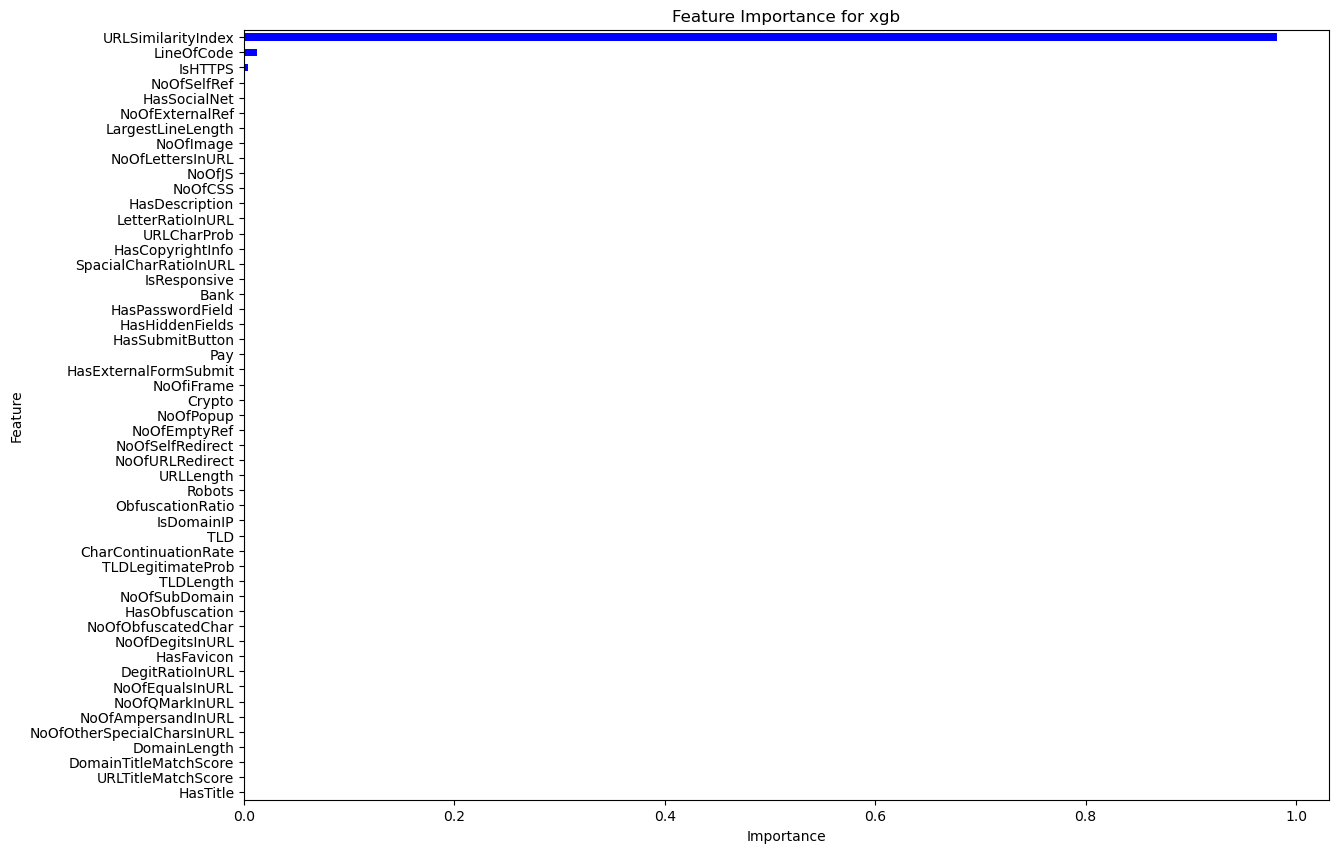 Feature Importance for xgb
Feature
URLSimilarityIndex
LineOfCode
IsHTTPS
NoOfSelfRef
HasSocialNet
NoOfExternalRef
LargestLineLength
NoOfImage
NoOfLettersInURL
NoOfJS
NoOfCSS
HasDescription
LetterRatioInURL
URLCharProb
HasCopyrightInfo
SpacialCharRatioInURL
IsResponsive
Bank
HasPasswordField
HasHiddenFields
HasSubmitButton
Pay
HasExternalFormSubmit
NoOfiFrame
Crypto
NoOfPopup
NoOfEmptyRef
NoOfSelfRedirect
NoOfURLRedirect
URLLength
Robots
ObfuscationRatio
IsDomainIP
TLD
CharContinuationRate
TLDLegitimateProb
TLDLength
NoOfSubDomain
HasObfuscation
NoOfObfuscatedChar
NoOfDegitsInURL
HasFavicon
DegitRatioInURL
NoOfEqualsInURL
NoOfQMarkInURL
NoOfAmpersandInURL
NoOfOtherSpecialCharsInURL
DomainLength
DomainTitleMatchScore
URLTitleMatchScore
HasTitle
0.0 0.2 0.4 0.6 0.8 1.0
Importance